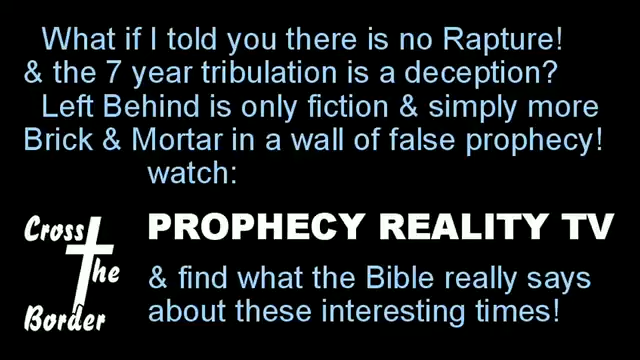 What if I told you there is no Rapture!
& the 7 year tribulation is a deception?
Left Behind is only fiction & simply more
Brick & Mortar in a wall of false prophecy!
watch:
Cross
the
Border
PROPHECY REALITY TV
& find what the Bible really says
about these interesting times!